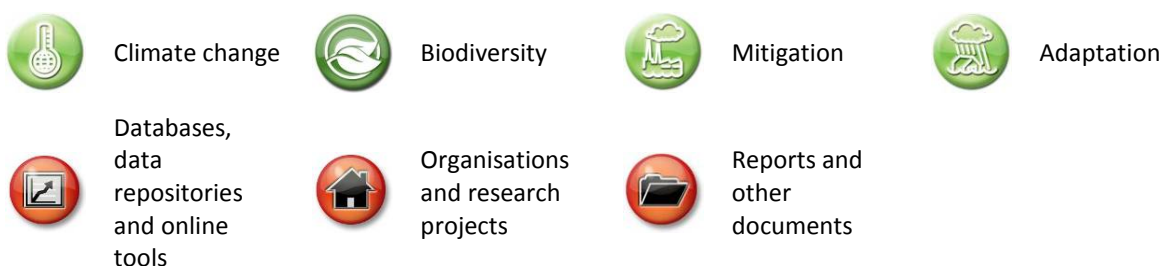 Climate change
Biodiversity
Mitigation
Adaptation
Databases,
data
repositories
and online
tools
Organisations
and research
projects
Reports and
other
documents